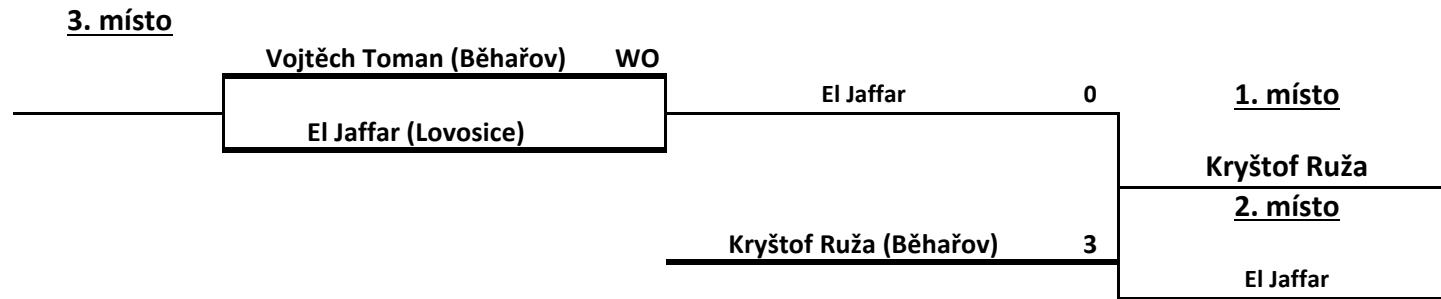 3. místo
Vojtěch Toman (Běhařov) WO
El Jaffar 0
1. místo
El Jaffar (Lovosice)
Kryštof Ruža
2. místo
Kryštof Ruža (Běhařov) 3
El Jaffar